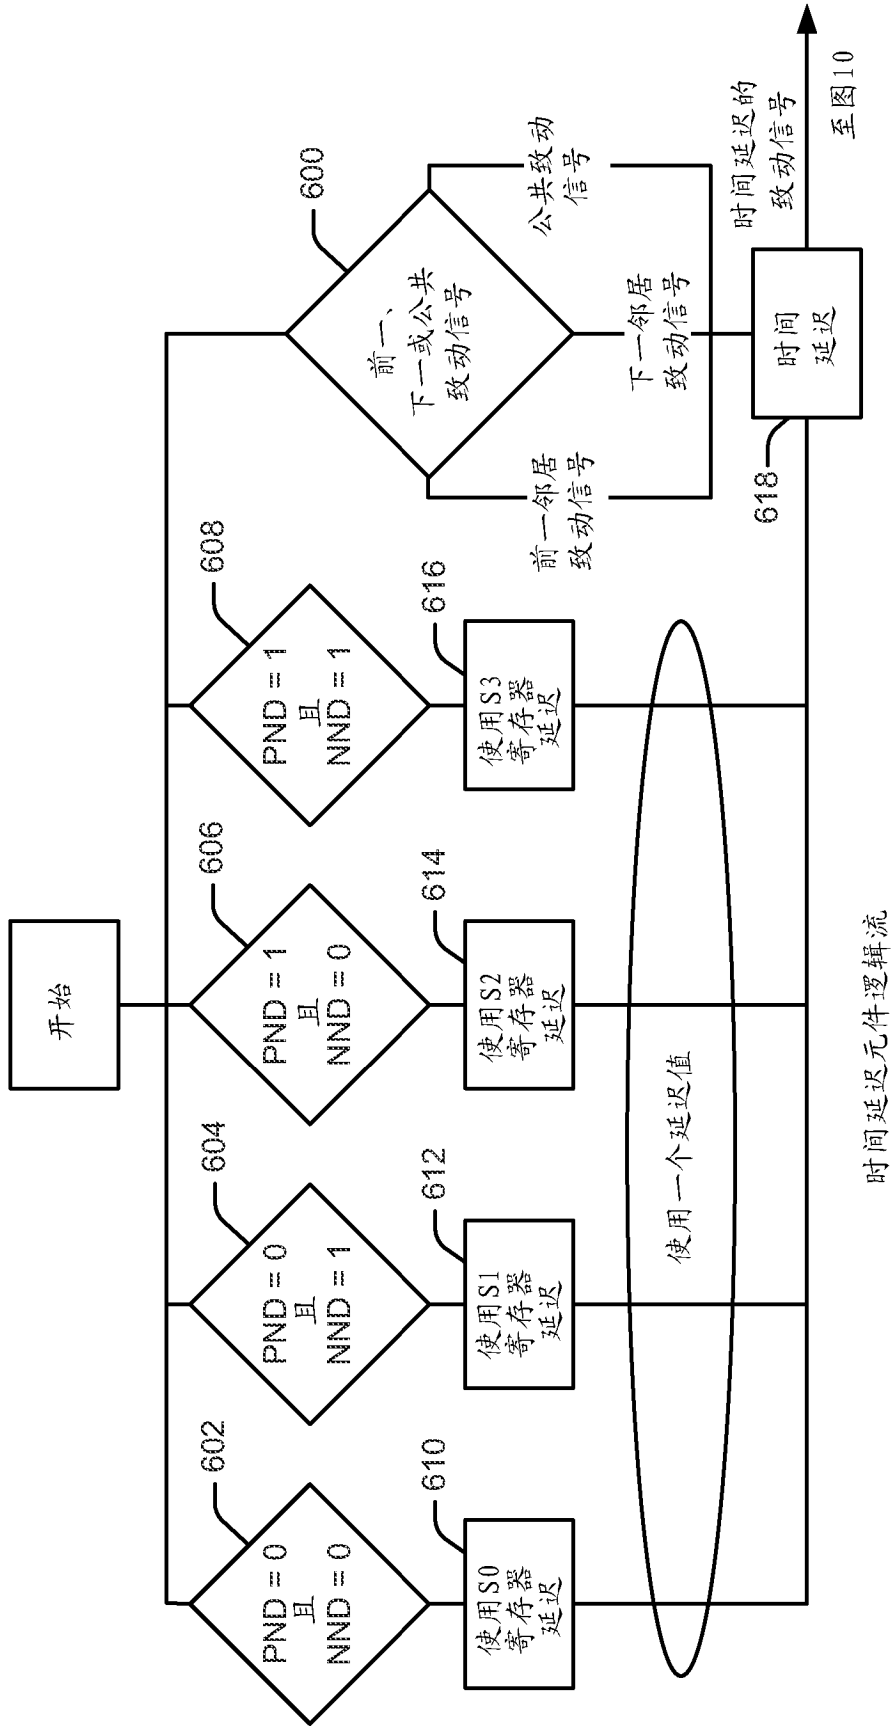 开始
602
PND = 0
且
NND = 0
604
PND = 0
且
NND = 1
606
PND = 1
且
NND = 0
608
PND = 1
且
NND = 1
600
前一、
下一或公共
致动信号
610
使用S0
寄存器
延迟
612
使用S1
寄存器
延迟
614
使用S2
寄存器
延迟
616
使用S3
寄存器
延迟
前一邻居
致动信号
下一邻居
致动信号
公共致动
信号
使用一个延迟值
618
时间
延迟
时间延迟的
致动信号
至图10
时间延迟元件逻辑流